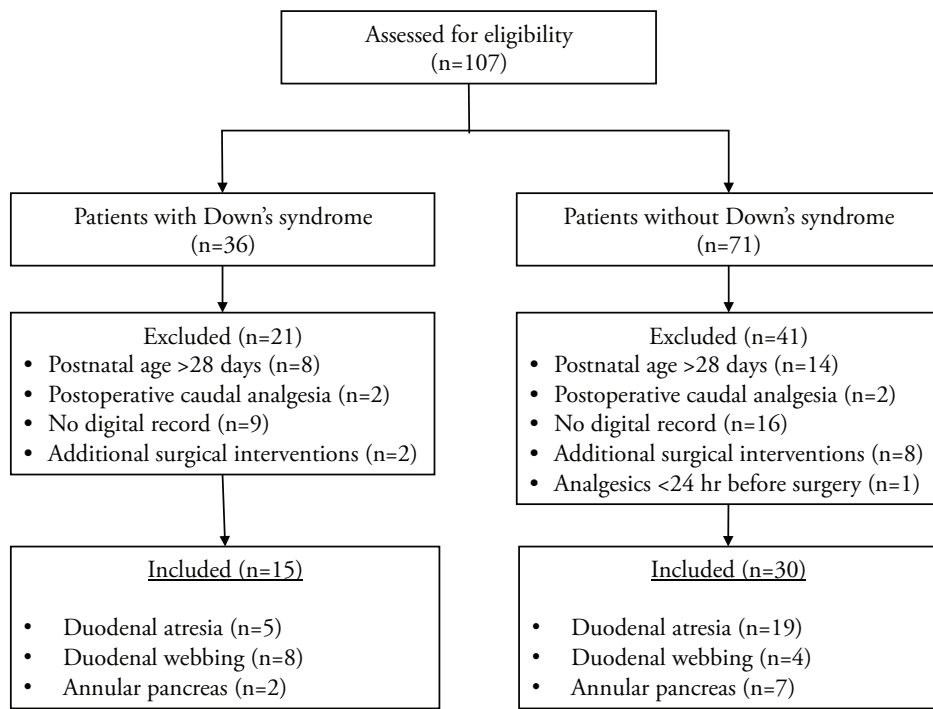 Assessed for eligibility
(n=107)
Patients with Down's syndrome
(n=36)
Patients without Down's syndrome
(n=71)
Excluded (n=21)
• Postnatal age >28 days (n=8)
• Postoperative caudal analgesia (n=2)
• No digital record (n=9)
• Additional surgical interventions (n=2)
Excluded (n=41)
• Postnatal age >28 days (n=14)
• Postoperative caudal analgesia (n=2)
• No digital record (n=16)
• Additional surgical interventions (n=8)
• Analgesics <24 hr before surgery (n=1)
Included (n=15)
• Duodenal atresia (n=5)
• Duodenal webbing (n=8)
• Annular pancreas (n=2)
Included (n=30)
• Duodenal atresia (n=19)
• Duodenal webbing (n=4)
• Annular pancreas (n=7)